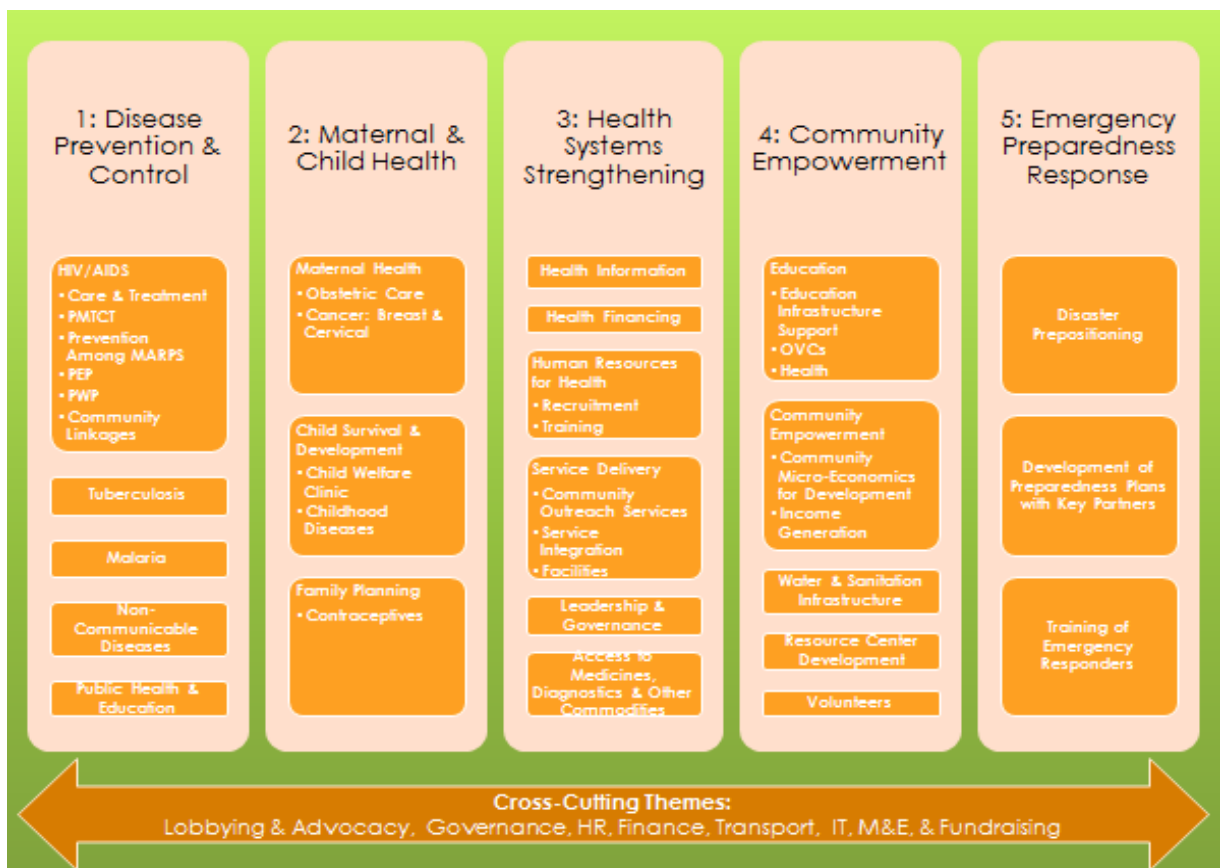 1: Disease
Prevention &
Control
HIV/AIDS
• Care & Treatment
• PMTCT
• Prevention
Among MARPS
• PEP
• PWP
• Community
Linkages
Tuberculosis
Malaria
Non-
Communicable
Diseases
Public Health &
Education
2: Maternal &
Child Health
Maternal Health
• Obstetric Care
• Cancer: Breast &
Cervical
Child Survival &
Development
• Child Welfare
Clinic
• Childhood
Diseases
Family Planning
• Contraceptives
3: Health
Systems
Strengthening
Health Information
Health Financing
Human Resources
for Health
• Recruitment
• Training
Service Delivery
• Community
Outreach Services
• Service
Integration
• Facilities
Leadership &
Governance
Access to
Medicines,
Diagnostics & Other
Commodities
4: Community
Empowerment
Education
• Education
Infrastructure
Support
• OVCs
• Health
Community
Empowerment
• Community
Micro-Economics
for Development
• Income
Generation
Water & Sanitation
Infrastructure
Resource Center
Development
Volunteers
5: Emergency
Preparedness
Response
Disaster
Prepositioning
Development of
Preparedness Plans
with Key Partners
Training of
Emergency
Responders
Cross-Cutting Themes:
Lobbying & Advocacy, Governance, HR, Finance, Transport, IT, M&E, & Fundraising